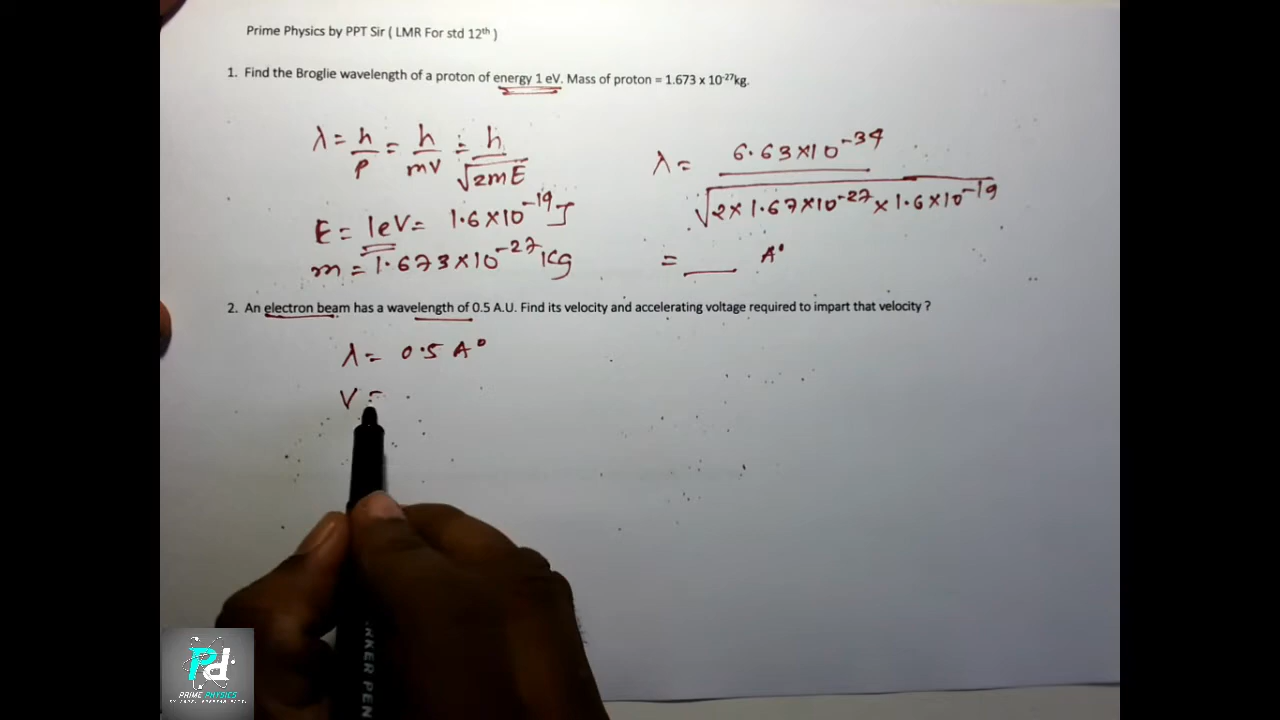 Prime Physics by PPT Sir ( LMR For std 12th )
1. Find the Broglie wavelength of a proton of energy 1 eV. Mass of proton = 1.673 x 10-27kg.
λ = h/P = h/mv = h/√2mE
E = 1eV = 1.6×10^-19 J
m = 1.673×10^-27 Kg
λ = 6.63×10^-34 / √2×1.67×10^-27×1.6×10^-19
= ___ A°
2. An electron beam has a wavelength of 0.5 A.U. Find its velocity and accelerating voltage required to impart that velocity ?
λ = 0.5 A°
V =
RKER PEN
Pd
PRIME PHYSICS